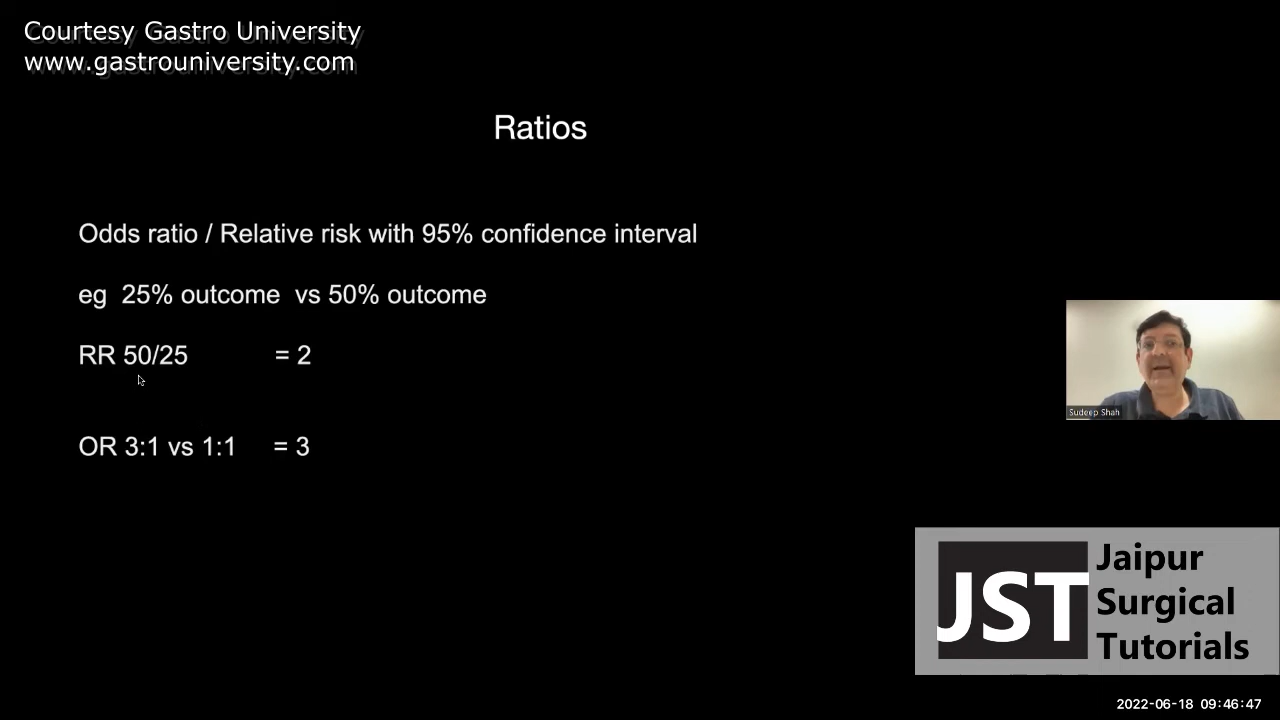 Courtesy Gastro University
www.gastrouniversity.com
Ratios
Odds ratio / Relative risk with 95% confidence interval
eg 25% outcome vs 50% outcome
RR 50/25 = 2
OR 3:1 vs 1:1 = 3
Sudeep Shah
JST
Jaipur
Surgical
Tutorials
2022-06-18 09:46:47